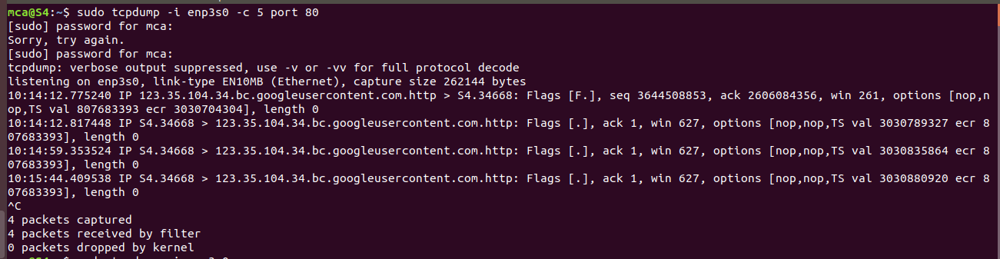 mca@S4:~$ sudo tcpdump -i enp3s0 -c 5 port 80
[sudo] password for mca:
Sorry, try again.
[sudo] password for mca:
tcpdump: verbose output suppressed, use -v or -vv for full protocol decode
listening on enp3s0, link-type EN10MB (Ethernet), capture size 262144 bytes
10:14:12.775240 IP 123.35.104.34.bc.googleusercontent.com.http > S4.34668: Flags [F.], seq 3644508853, ack 2606084356, win 261, options [nop,n
op,TS val 807683393 ecr 3030704304], length 0
10:14:12.817448 IP S4.34668 > 123.35.104.34.bc.googleusercontent.com.http: Flags [.], ack 1, win 627, options [nop,nop,TS val 3030789327 ecr 8
07683393], length 0
10:14:59.353524 IP S4.34668 > 123.35.104.34.bc.googleusercontent.com.http: Flags [.], ack 1, win 627, options [nop,nop,TS val 3030835864 ecr 8
07683393], length 0
10:15:44.409538 IP S4.34668 > 123.35.104.34.bc.googleusercontent.com.http: Flags [.], ack 1, win 627, options [nop,nop,TS val 3030880920 ecr 8
07683393], length 0
^C
4 packets captured
4 packets received by filter
0 packets dropped by kernel